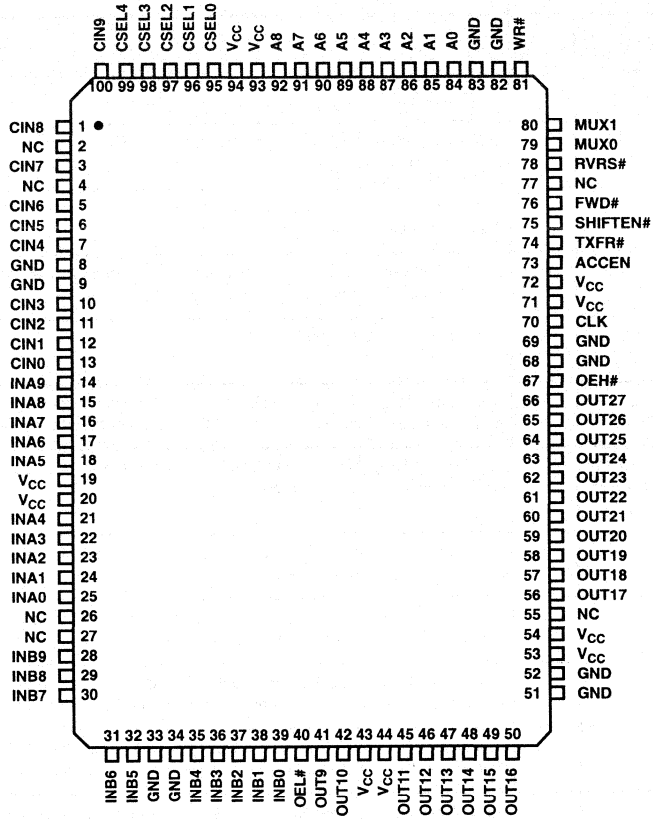 CIN9 CSEL4 CSEL3 CSEL2 CSEL1 CSEL0 VCC VCC A8 A7 A6 A5 A4 A3 A2 A1 A0 GND GND WR#
100 99 98 97 96 95 94 93 92 91 90 89 88 87 86 85 84 83 82 81
CIN8 1 80 MUX1
NC 2 79 MUX0
CIN7 3 78 RVRS#
NC 4 77 NC
CIN6 5 76 FWD#
CIN5 6 75 SHIFTEN#
CIN4 7 74 TXFR#
GND 8 73 ACCEN
GND 9 72 VCC
CIN3 10 71 VCC
CIN2 11 70 CLK
CIN1 12 69 GND
CIN0 13 68 GND
INA9 14 67 OEH#
INA8 15 66 OUT27
INA7 16 65 OUT26
INA6 17 64 OUT25
INA5 18 63 OUT24
VCC 19 62 OUT23
VCC 20 61 OUT22
INA4 21 60 OUT21
INA3 22 59 OUT20
INA2 23 58 OUT19
INA1 24 57 OUT18
INA0 25 56 OUT17
NC 26 55 NC
NC 27 54 VCC
INB9 28 53 VCC
INB8 29 52 GND
INB7 30 51 GND
31 32 33 34 35 36 37 38 39 40 41 42 43 44 45 46 47 48 49 50
INB6 INB5 GND GND INB4 INB3 INB2 INB1 INB0 OEL# OUT9 OUT10 VCC VCC OUT11 OUT12 OUT13 OUT14 OUT15 OUT16